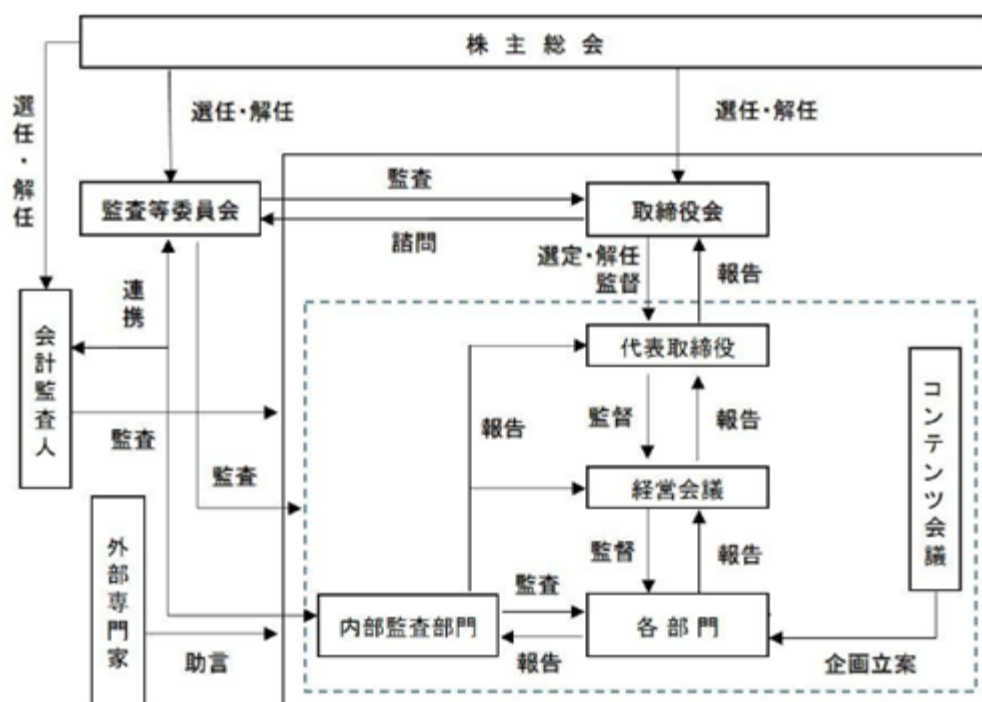 株主総会
選任・解任
選任・解任
選任・解任
監査等委員会
監査
諮問
取締役会
選定・解任
監督
報告
連携
会計監査人
代表取締役
コンテンツ会議
監査
報告
監督
報告
監査
経営会議
監督
報告
外部専門家
助言
内部監査部門
監査
報告
各部門
企画立案